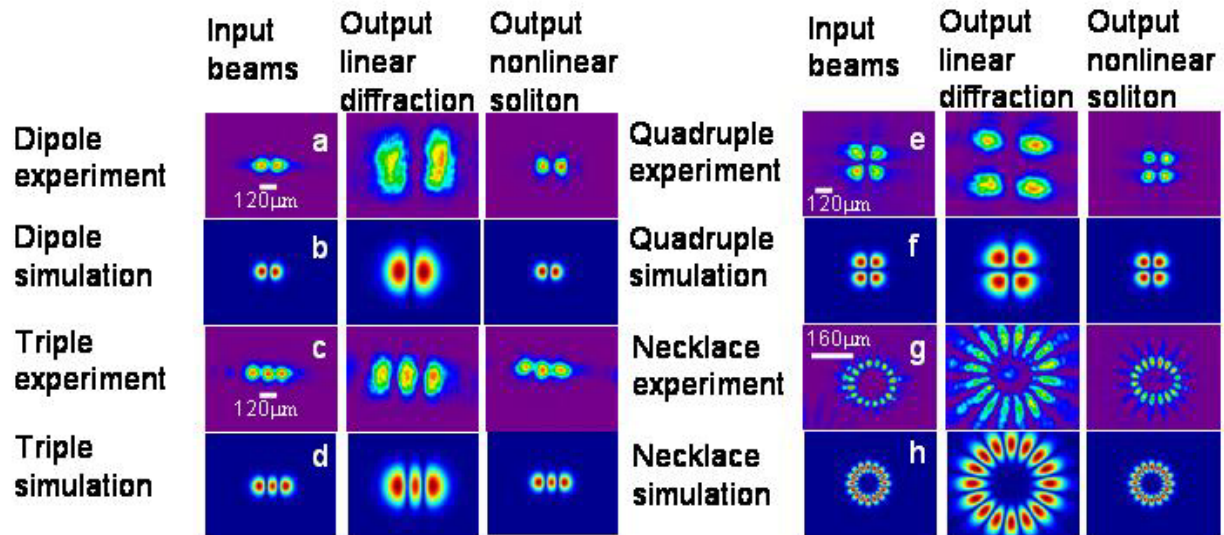 Input
beams
Output
linear
diffraction
Output
nonlinear
soliton
Dipole
experiment
a
120μm
Dipole
simulation
b
Triple
experiment
c
120μm
Triple
simulation
d
Input
beams
Output
linear
diffraction
Output
nonlinear
soliton
Quadruple
experiment
e
120μm
Quadruple
simulation
f
Necklace
experiment
160μm
g
Necklace
simulation
h